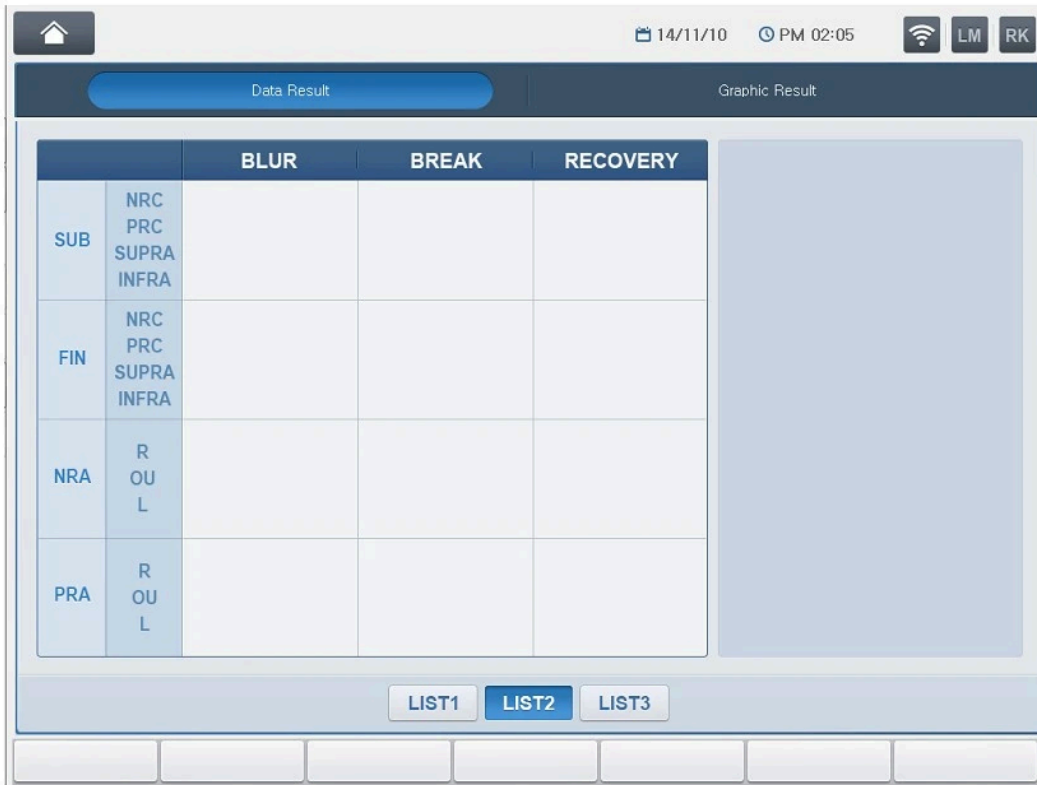 14/11/10 PM 02:05 LM RK
Data Result Graphic Result
BLUR BREAK RECOVERY
SUB
NRC
PRC
SUPRA
INFRA
FIN
NRC
PRC
SUPRA
INFRA
NRA
R
OU
L
PRA
R
OU
L
LIST1 LIST2 LIST3